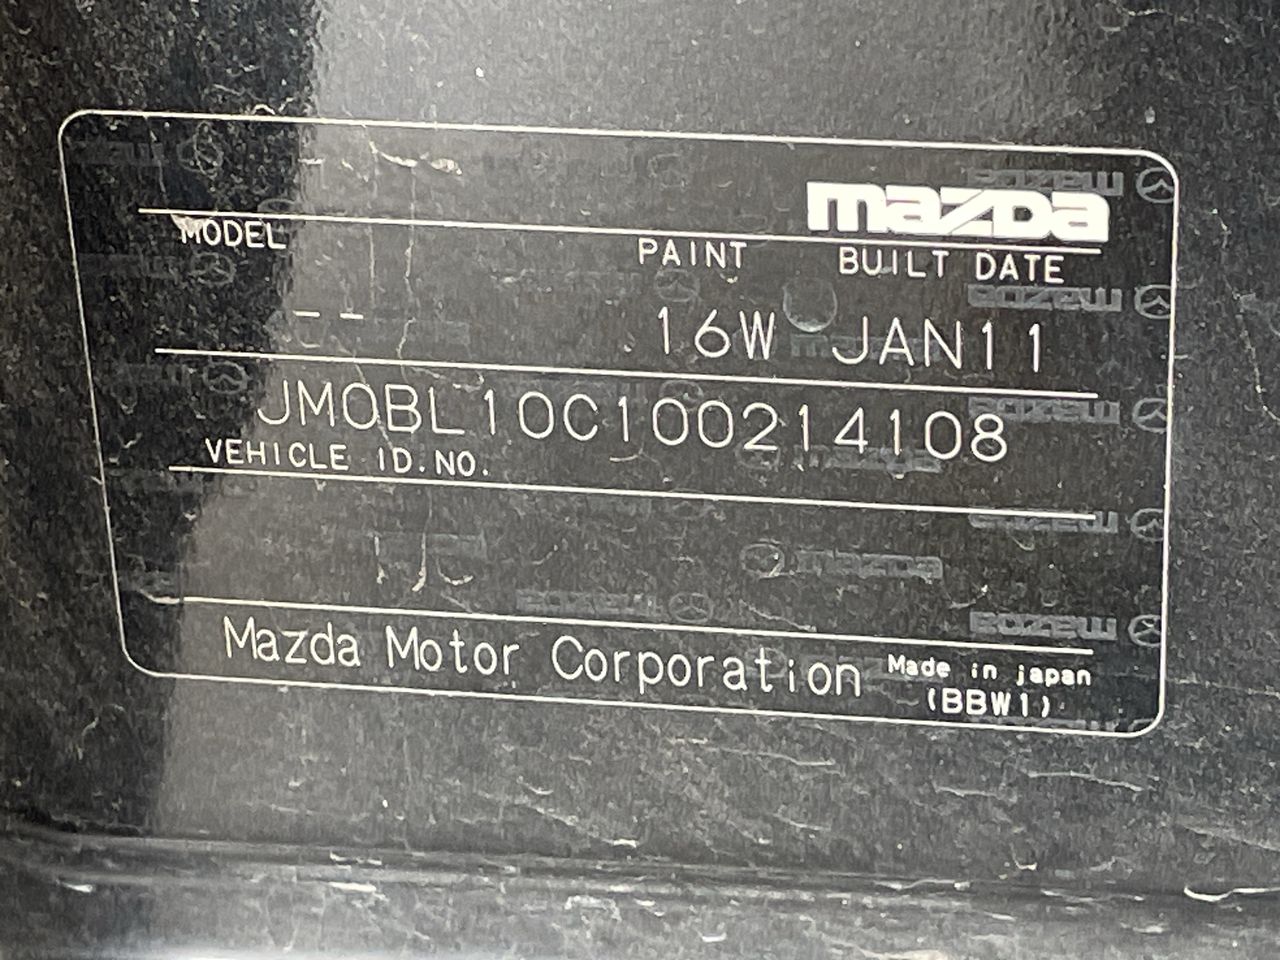 mazda
MODEL PAINT BUILT DATE
-- 16W JAN11
JM0BL10C100214108
VEHICLE ID.NO.
Mazda Motor Corporation Made in japan
(BBW1)